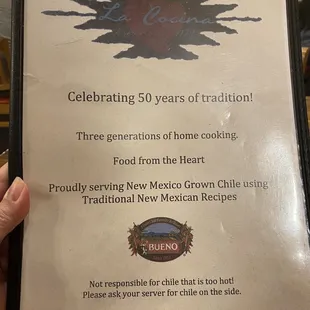 La Cocina
Celebrating 50 years of tradition!
Three generations of home cooking.
Food from the Heart
Proudly serving New Mexico Grown Chile using
Traditional New Mexican Recipes
BUENO
Not responsible for chile that is too hot!
Please ask your server for chile on the side.